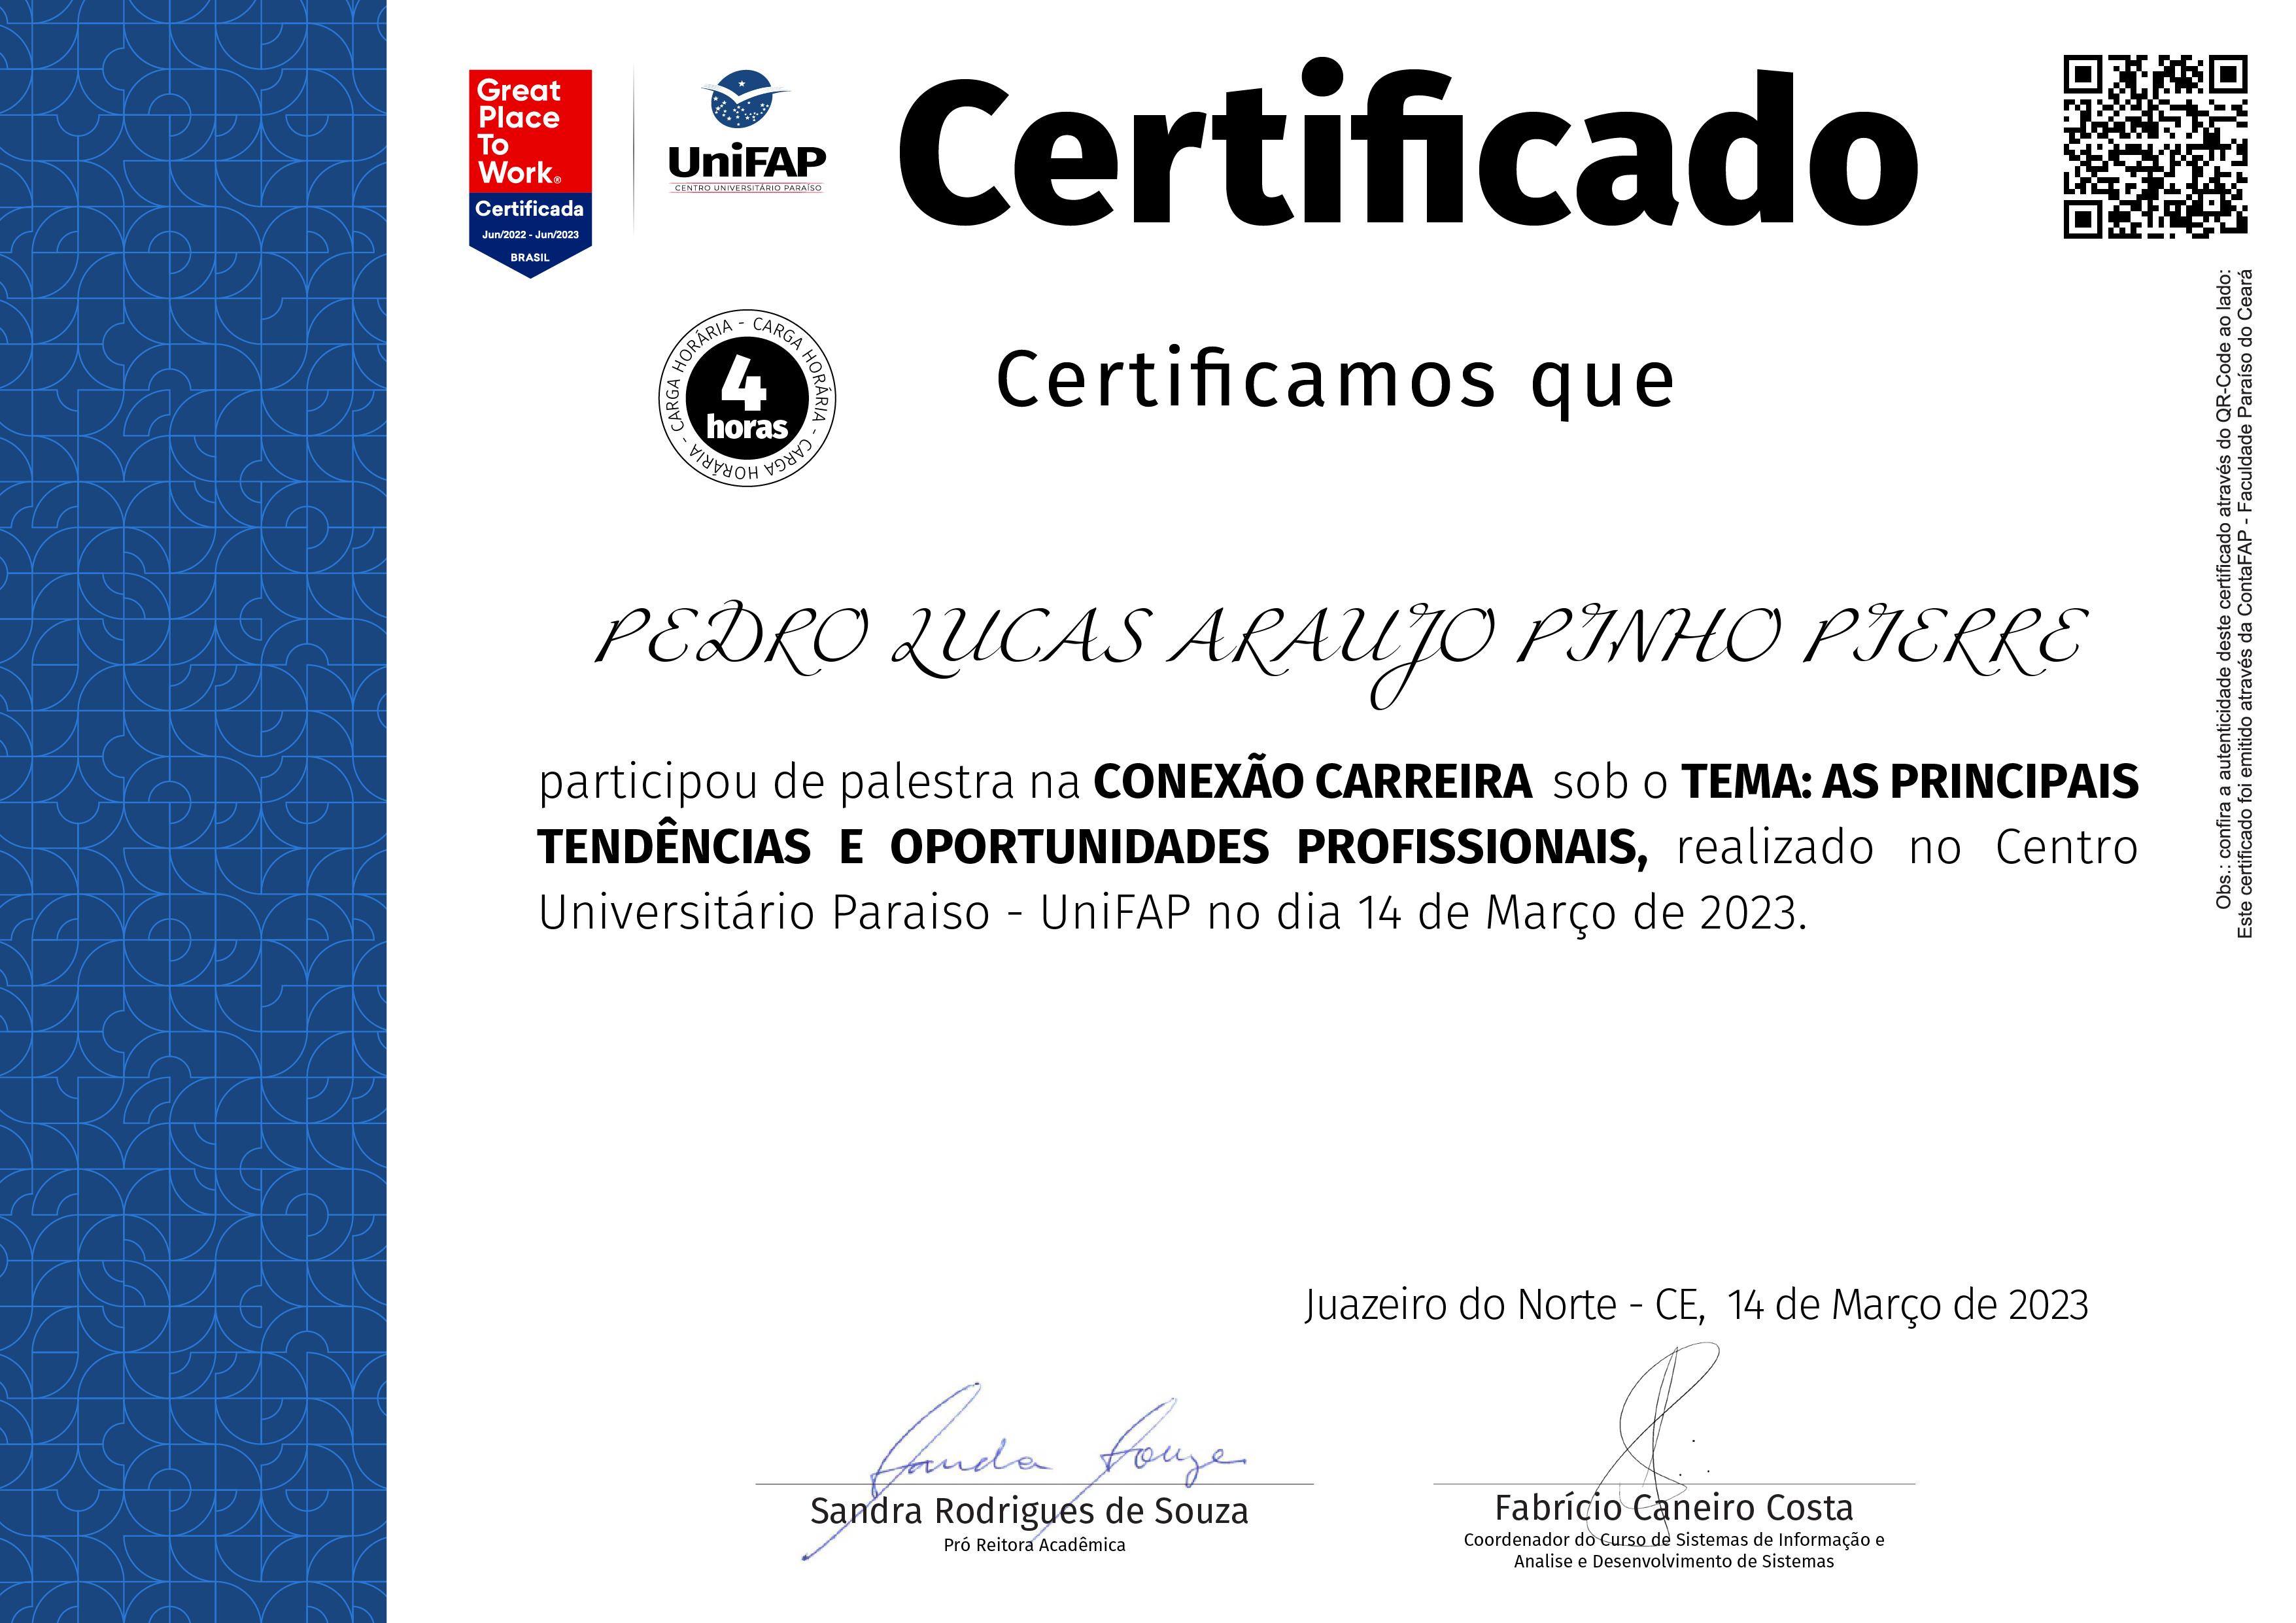 Great
Place
To
Work®
Certificada
Jun/2022 - Jun/2023
BRASIL
UniFAP
CENTRO UNIVERSITÁRIO PARAÍSO
Certificado
CARGA HORÁRIA - CARGA HORÁRIA - CARGA HORÁRIA -
4
horas
Certificamos que
PEDRO LUCAS ARAUJO PINHO PIERRE
participou de palestra na CONEXÃO CARREIRA sob o TEMA: AS PRINCIPAIS
TENDÊNCIAS E OPORTUNIDADES PROFISSIONAIS, realizado no Centro
Universitário Paraiso - UniFAP no dia 14 de Março de 2023.
Obs.: confira a autenticidade deste certificado através do QR-Code ao lado:
Este certificado foi emitido através da ContaFAP - Faculdade Paraíso do Ceará
Juazeiro do Norte - CE, 14 de Março de 2023
Sandra Souza
Sandra Rodrigues de Souza
Pró Reitora Acadêmica
Fabrício Caneiro Costa
Coordenador do Curso de Sistemas de Informação e
Analise e Desenvolvimento de Sistemas